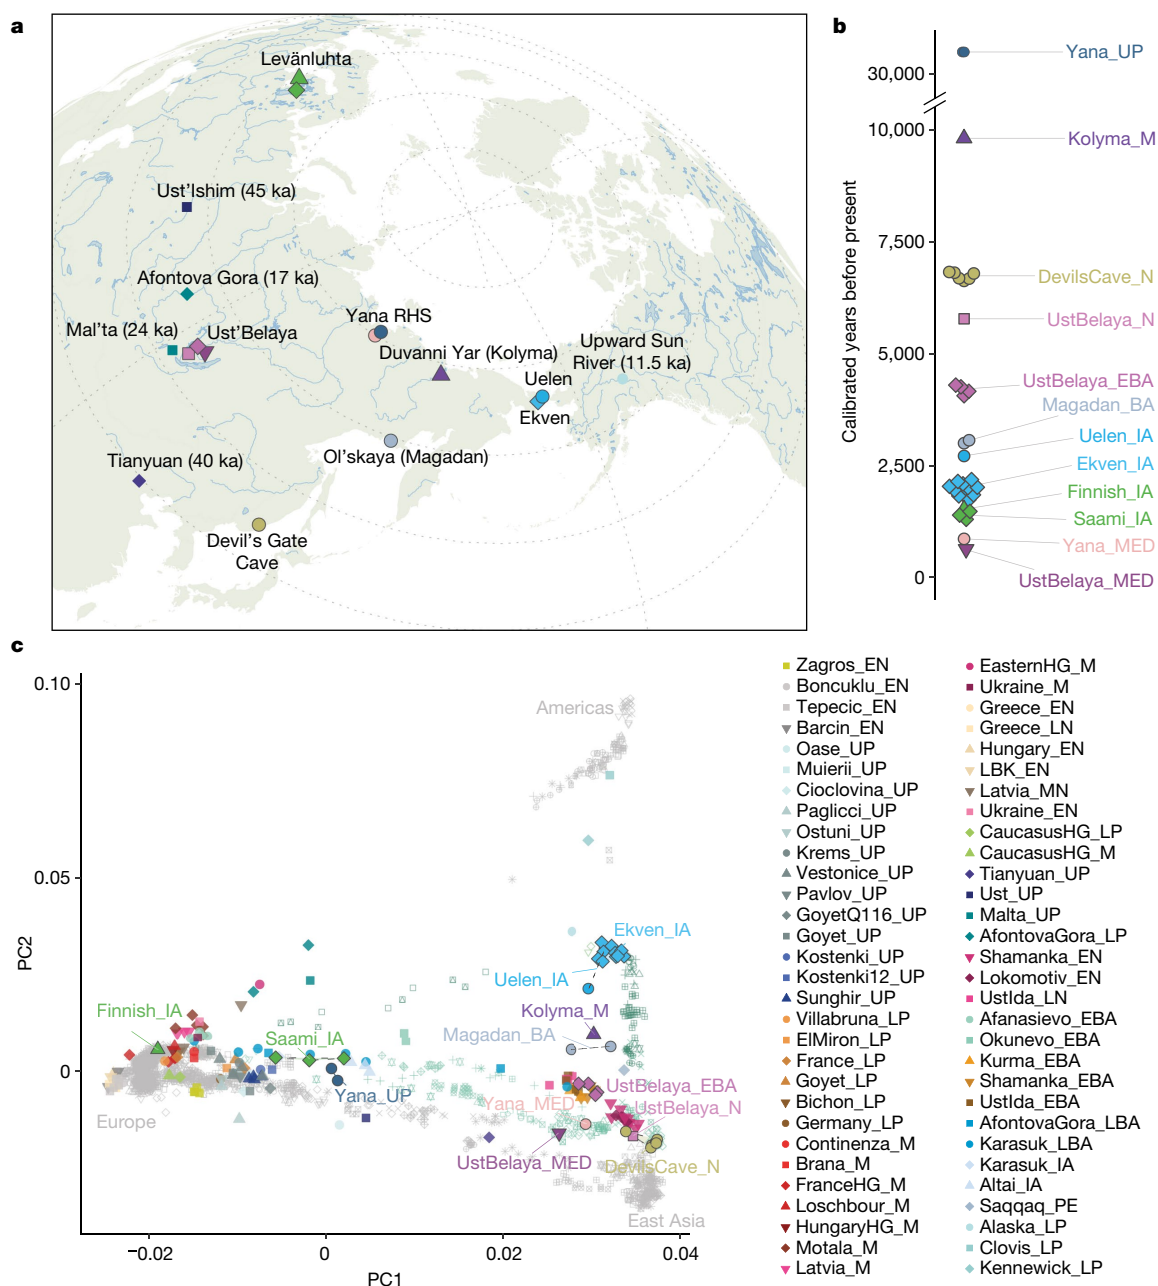 a
Levänluhta
Ust'Ishim (45 ka)
Afontova Gora (17 ka)
Mal'ta (24 ka)
Ust'Belaya
Yana RHS
Duvanni Yar (Kolyma)
Upward Sun
River (11.5 ka)
Uelen
Ekven
Ol'skaya (Magadan)
Tianyuan (40 ka)
Devil's Gate
Cave
b
Calibrated years before present
30,000
10,000
7,500
5,000
2,500
0
Yana_UP
Kolyma_M
DevilsCave_N
UstBelaya_N
UstBelaya_EBA
Magadan_BA
Uelen_IA
Ekven_IA
Finnish_IA
Saami_IA
Yana_MED
UstBelaya_MED
c
PC2
0.10
0.05
0
−0.02
0
0.02
0.04
PC1
Americas
Ekven_IA
Uelen_IA
Kolyma_M
Magadan_BA
Finnish_IA
Saami_IA
Yana_UP
Europe
UstBelaya_EBA
Yana_MED
UstBelaya_N
UstBelaya_MED
DevilsCave_N
East Asia
Zagros_EN
Boncuklu_EN
Tepecic_EN
Barcin_EN
Oase_UP
Muierii_UP
Cioclovina_UP
Paglicci_UP
Ostuni_UP
Krems_UP
Vestonice_UP
Pavlov_UP
GoyetQ116_UP
Goyet_UP
Kostenki_UP
Kostenki12_UP
Sunghir_UP
Villabruna_LP
ElMiron_LP
France_LP
Goyet_LP
Bichon_LP
Germany_LP
Continenza_M
Brana_M
FranceHG_M
Loschbour_M
HungaryHG_M
Motala_M
Latvia_M
EasternHG_M
Ukraine_M
Greece_EN
Greece_LN
Hungary_EN
LBK_EN
Latvia_MN
Ukraine_EN
CaucasusHG_LP
CaucasusHG_M
Tianyuan_UP
Ust_UP
Malta_UP
AfontovaGora_LP
Shamanka_EN
Lokomotiv_EN
UstIda_LN
Afanasievo_EBA
Okunevo_EBA
Kurma_EBA
Shamanka_EBA
UstIda_EBA
AfontovaGora_LBA
Karasuk_LBA
Karasuk_IA
Altai_IA
Saqqaq_PE
Alaska_LP
Clovis_LP
Kennewick_LP